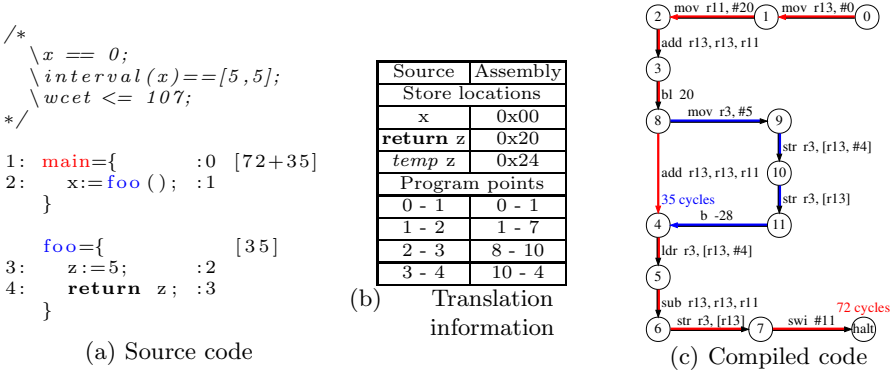 /*
\x == 0;
\interval(x)==[5,5];
\wcet <= 107;
*/
1: main={ :0 [72+35]
2: x:=foo(); :1
}
foo={ [35]
3: z:=5; :2
4: return z; :3
}
(a) Source code
Source Assembly
Store locations
x 0x00
return z 0x20
temp z 0x24
Program points
0 - 1 0 - 1
1 - 2 1 - 7
2 - 3 8 - 10
3 - 4 10 - 4
(b) Translation
information
2 mov r11, #20 1 mov r13, #0 0
add r13, r13, r11
3
bl 20
8 mov r3, #5 9
str r3, [r13, #4]
add r13, r13, r11 10
35 cycles str r3, [r13]
4 b -28 11
ldr r3, [r13, #4]
5
sub r13, r13, r11 72 cycles
6 str r3, [r13] 7 swi #11 halt
(c) Compiled code